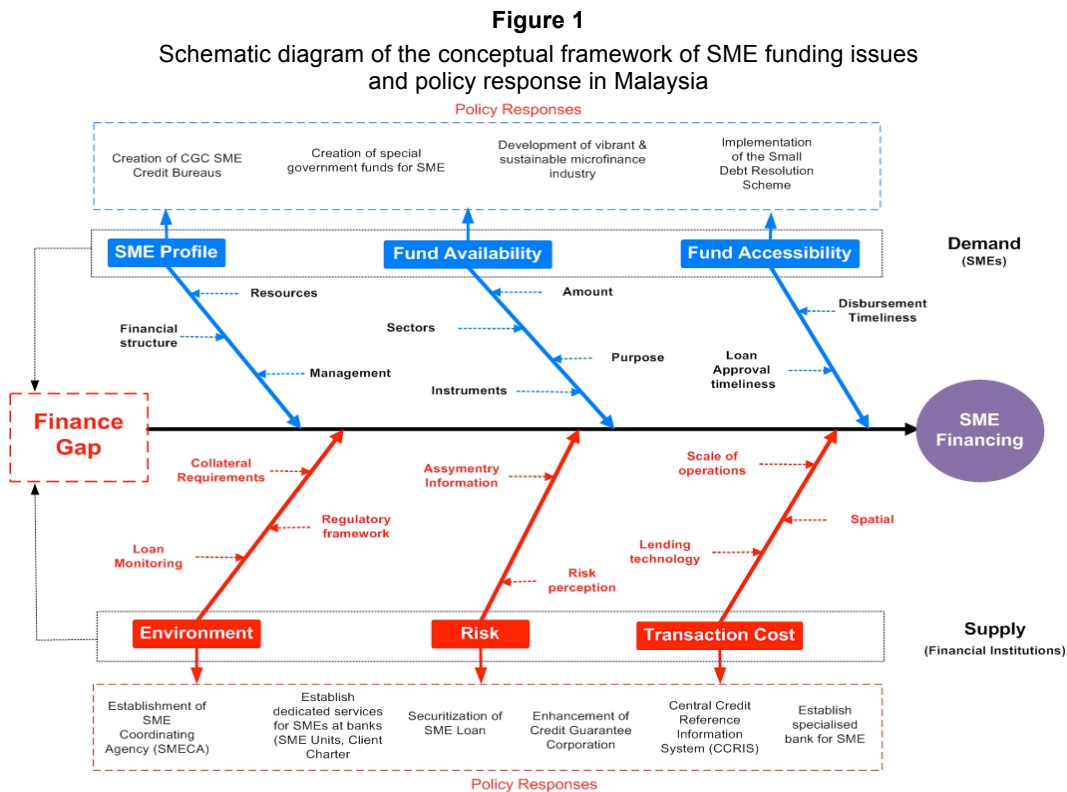 Figure 1
Schematic diagram of the conceptual framework of SME funding issues
and policy response in Malaysia
Policy Responses
Creation of CGC SME
Credit Bureaus
Creation of special
government funds for SME
Development of vibrant &
sustainable microfinance
industry
Implementation
of the Small
Debt Resolution
Scheme
SME Profile
Fund Availability
Fund Accessibility
Demand
(SMEs)
Resources
Financial
structure
Management
Amount
Sectors
Purpose
Instruments
Disbursement
Timeliness
Loan
Approval
timeliness
Finance
Gap
SME
Financing
Collateral
Requirements
Regulatory
framework
Loan
Monitoring
Assymentry
Information
Risk
perception
Scale of
operations
Spatial
Lending
technology
Environment
Risk
Transaction Cost
Supply
(Financial Institutions)
Establishment of
SME
Coordinating
Agency (SMECA)
Establish
dedicated services
for SMEs at banks
(SME Units, Client
Charter
Securitization of
SME Loan
Enhancement of
Credit Guarantee
Corporation
Central Credit
Reference
Information
System (CCRIS)
Establish
specialised
bank for SME
Policy Responses